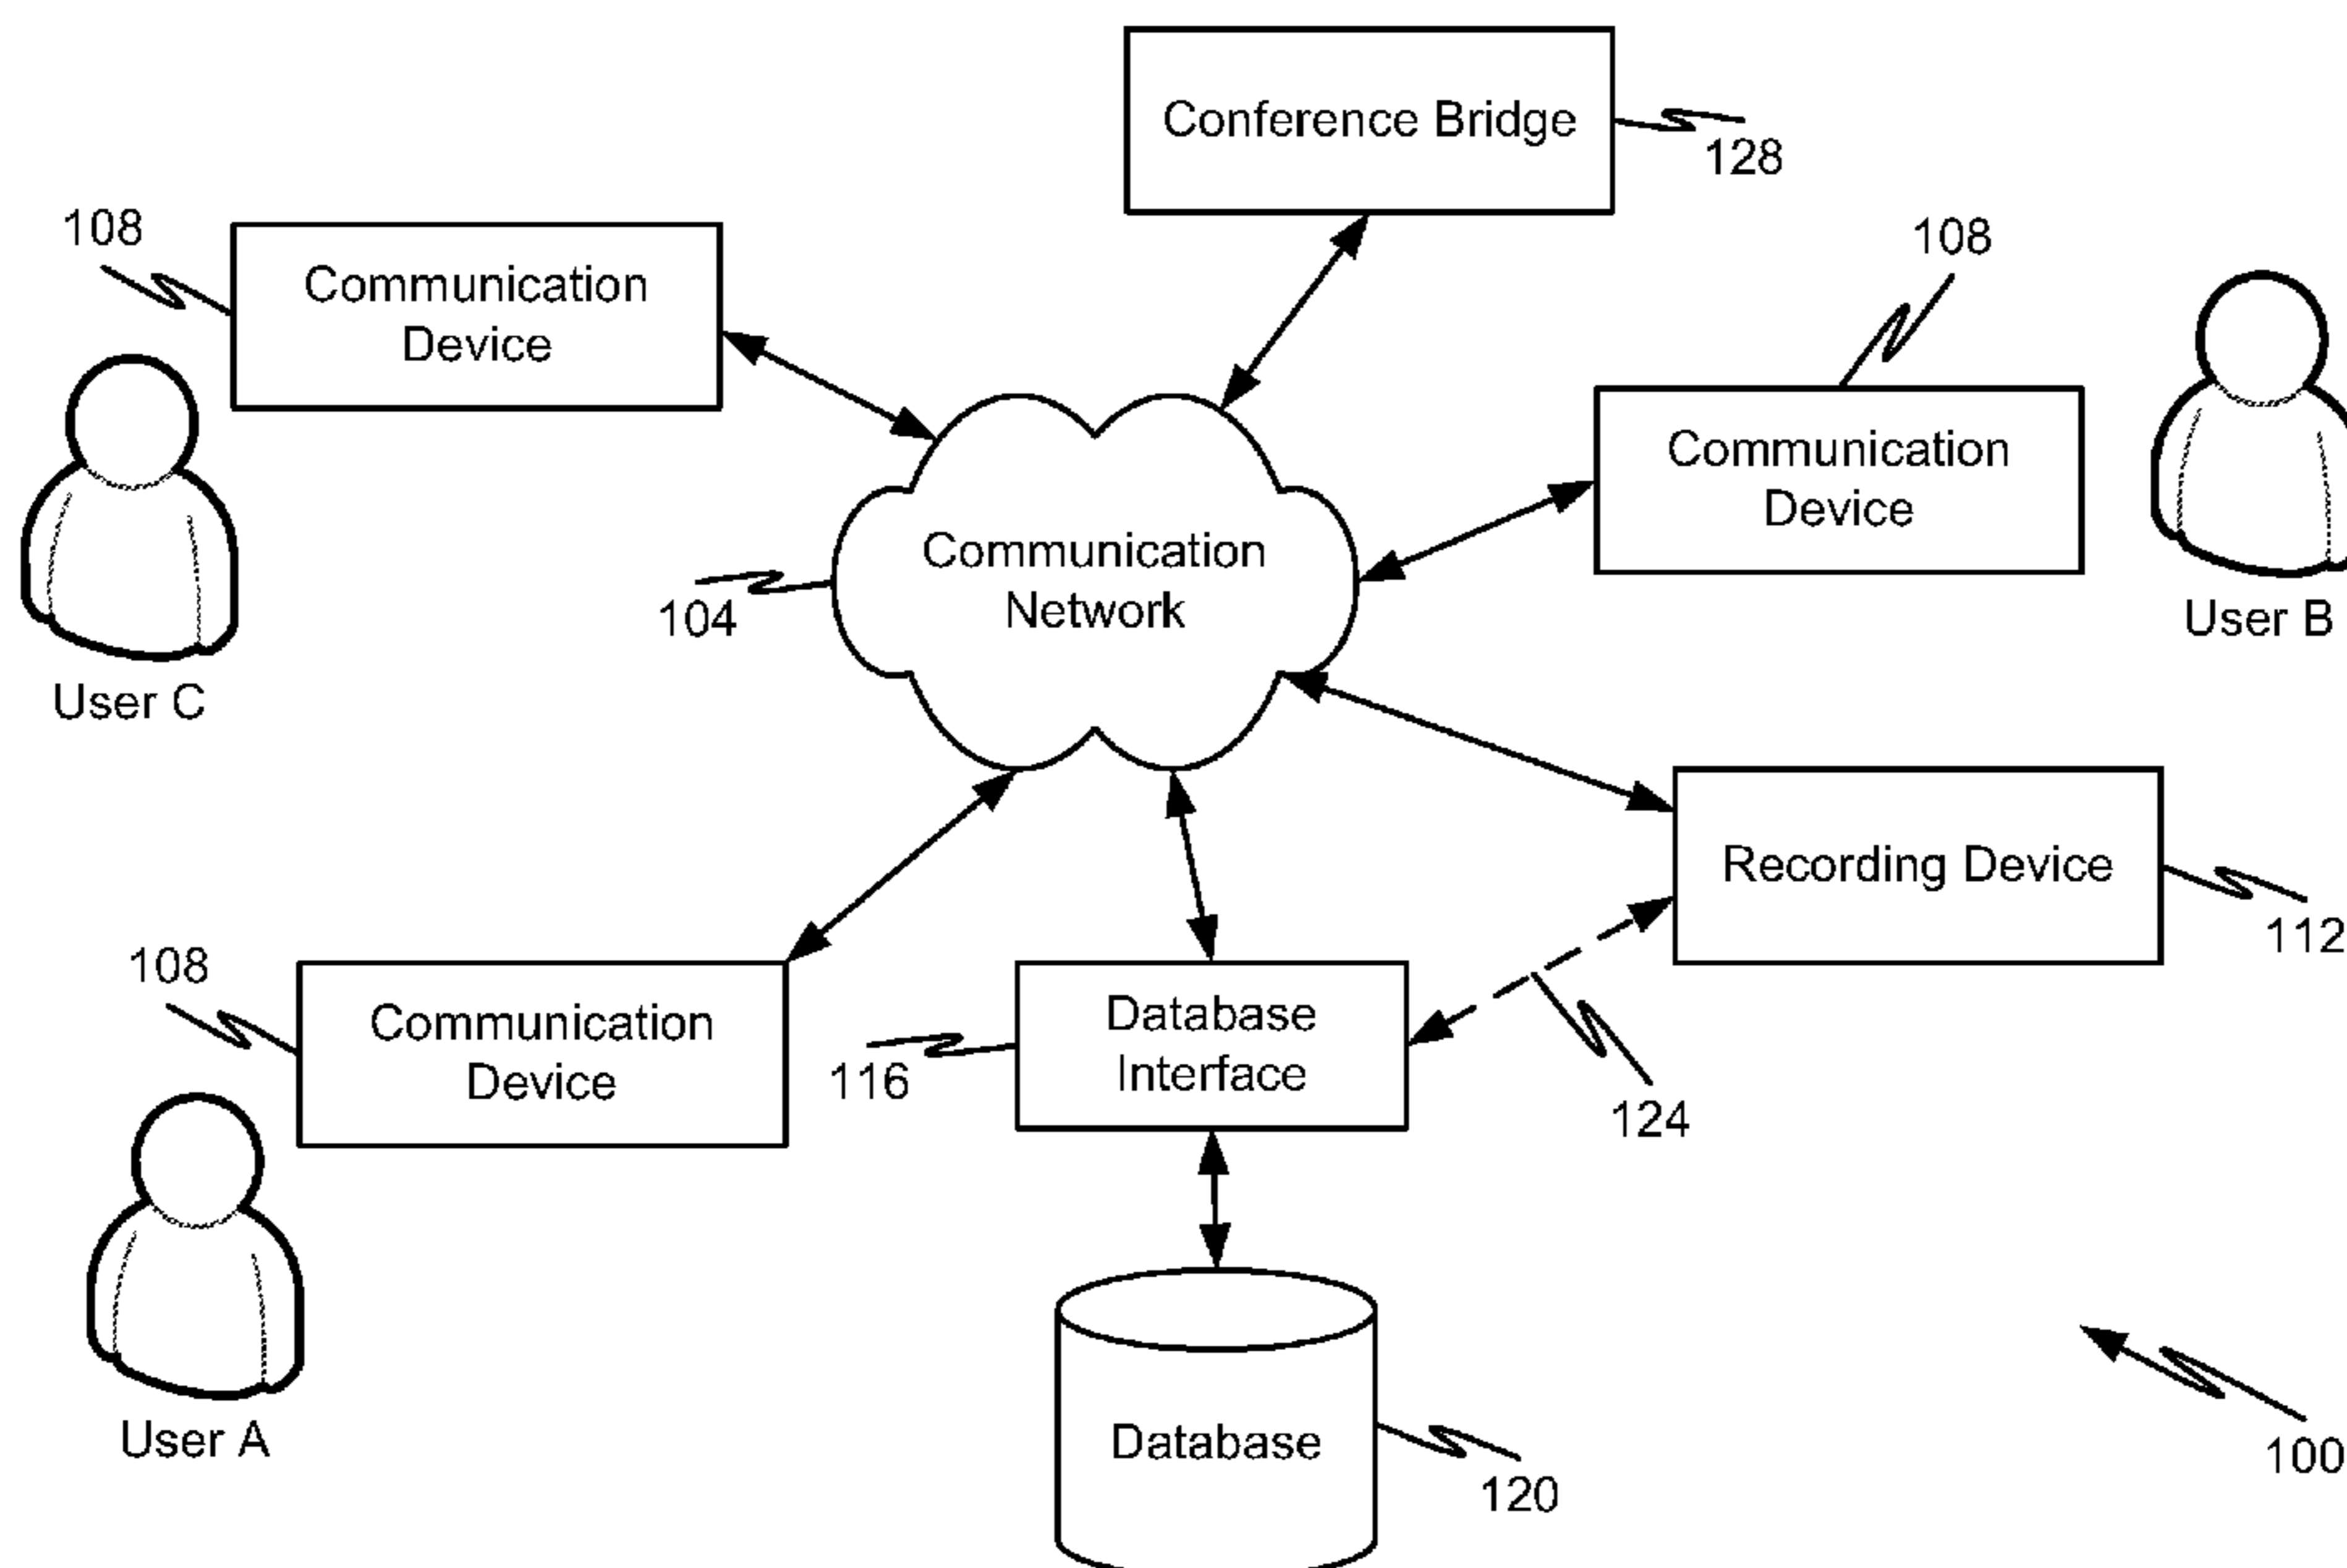 Conference Bridge
128
108
Communication
Device
108
Communication
Device
User B
Communication
Network
104
User C
Recording Device
112
108
Communication
Device
Database
Interface
116
124
User A
Database
120
100